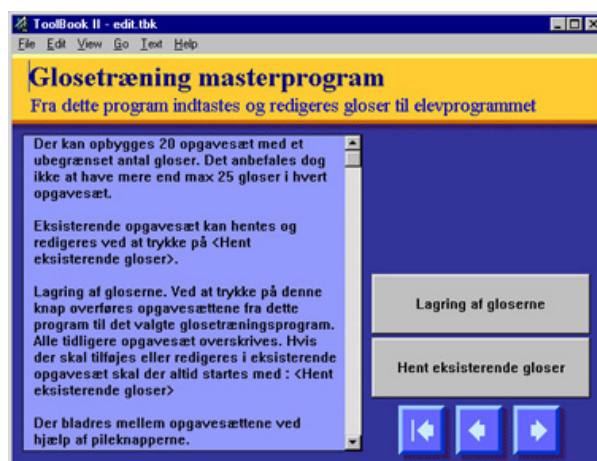 ToolBook II - edit.tbk
File Edit View Go Text Help
Glosetræning masterprogram
Fra dette program indtastes og redigeres gloser til elevprogrammet
Der kan opbygges 20 opgavesæt med et
ubegrænset antal gloser. Det anbefales dog
ikke at have mere end max 25 gloser i hvert
opgavesæt.
Eksisterende opgavesæt kan hentes og
redigeres ved at trykke på <Hent
eksisterende gloser>.
Lagring af gloserne. Ved at trykke på denne
knap overføres opgavesættene fra dette
program til det valgte glosetræningsprogram.
Alle tidligere opgavesæt overskrives. Hvis
der skal tilføjes eller redigeres i eksisterende
opgavesæt skal der altid startes med : <Hent
eksisterende gloser>
Der bladres mellem opgavesættene ved
hjælp af pileknapperne.
Lagring af gloserne
Hent eksisterende gloser